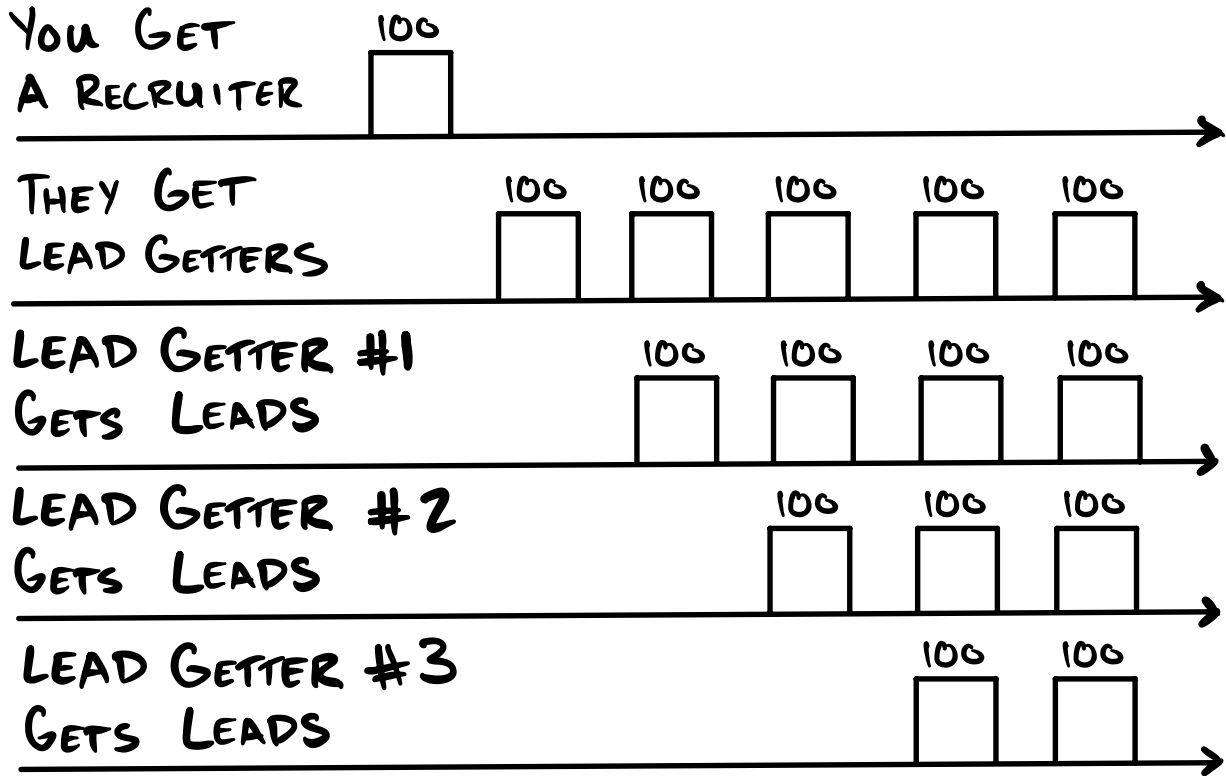 You Get
100
A Recruiter
They Get
100 100 100 100 100
Lead Getters
Lead Getter #1
100 100 100 100
Gets Leads
Lead Getter #2
100 100 100
Gets Leads
Lead Getter #3
100 100
Gets Leads